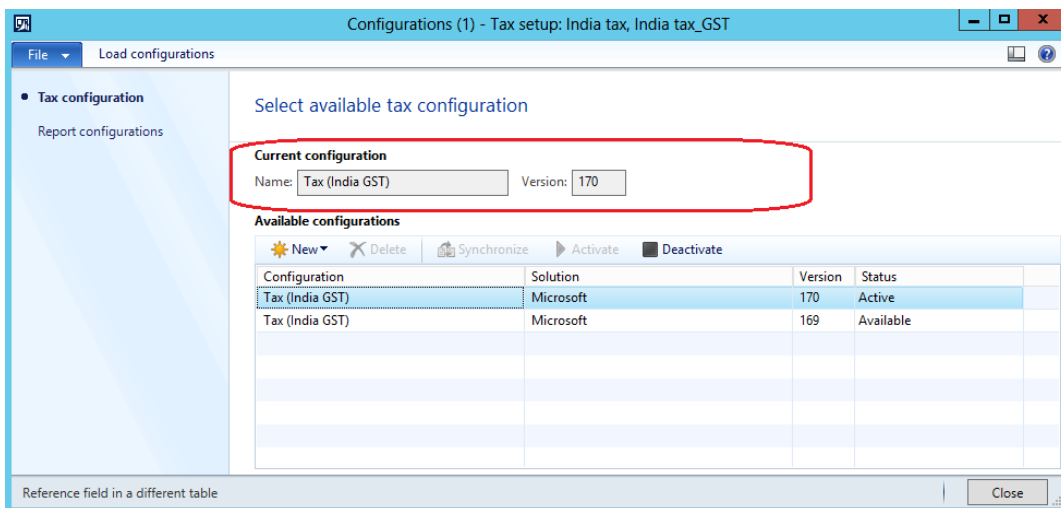 Configurations (1) - Tax setup: India tax, India tax_GST
File Load configurations
Tax configuration
Report configurations
Select available tax configuration
Current configuration
Name: Tax (India GST) Version: 170
Available configurations
New Delete Synchronize Activate Deactivate
Configuration Solution Version Status
Tax (India GST) Microsoft 170 Active
Tax (India GST) Microsoft 169 Available
Reference field in a different table Close